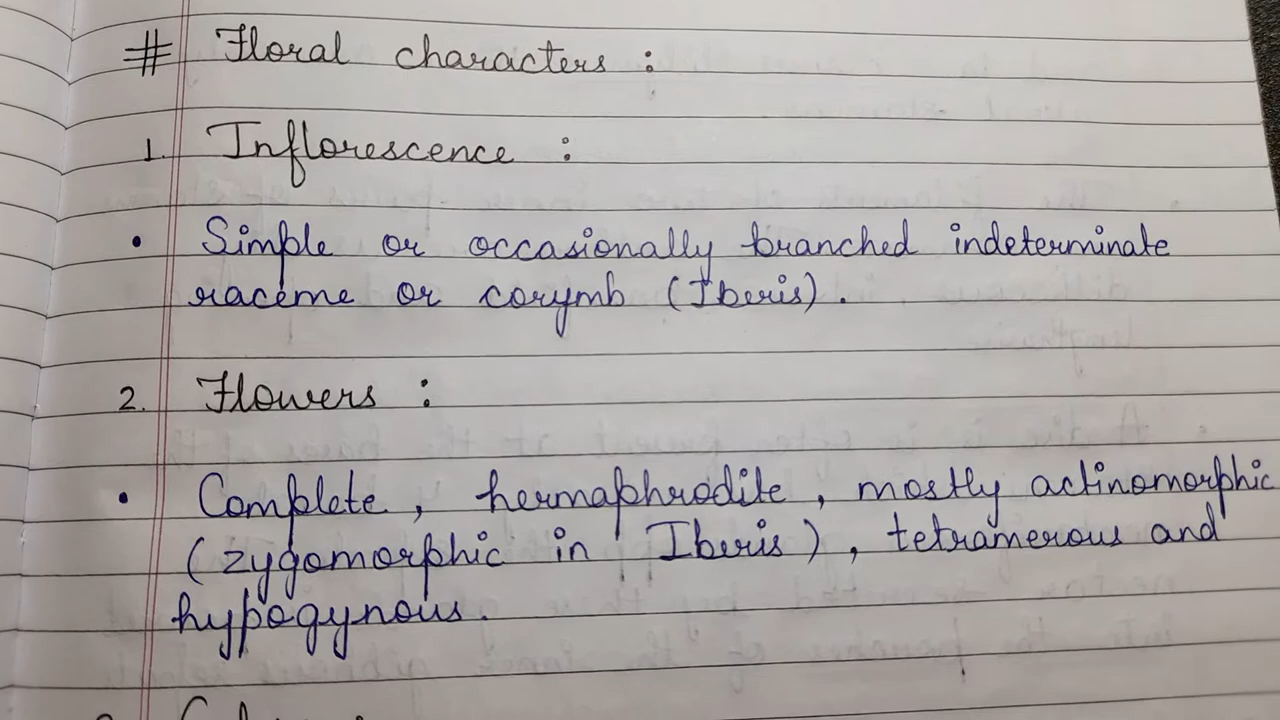 # Floral characters :
1. Inflorescence :
• Simple or occasionally branched indeterminate
raceme or corymb (Iberis).
2. Flowers :
• Complete, hermaphrodite, mostly actinomorphic
(zygomorphic in Iberis), tetramerous and
hypogynous.